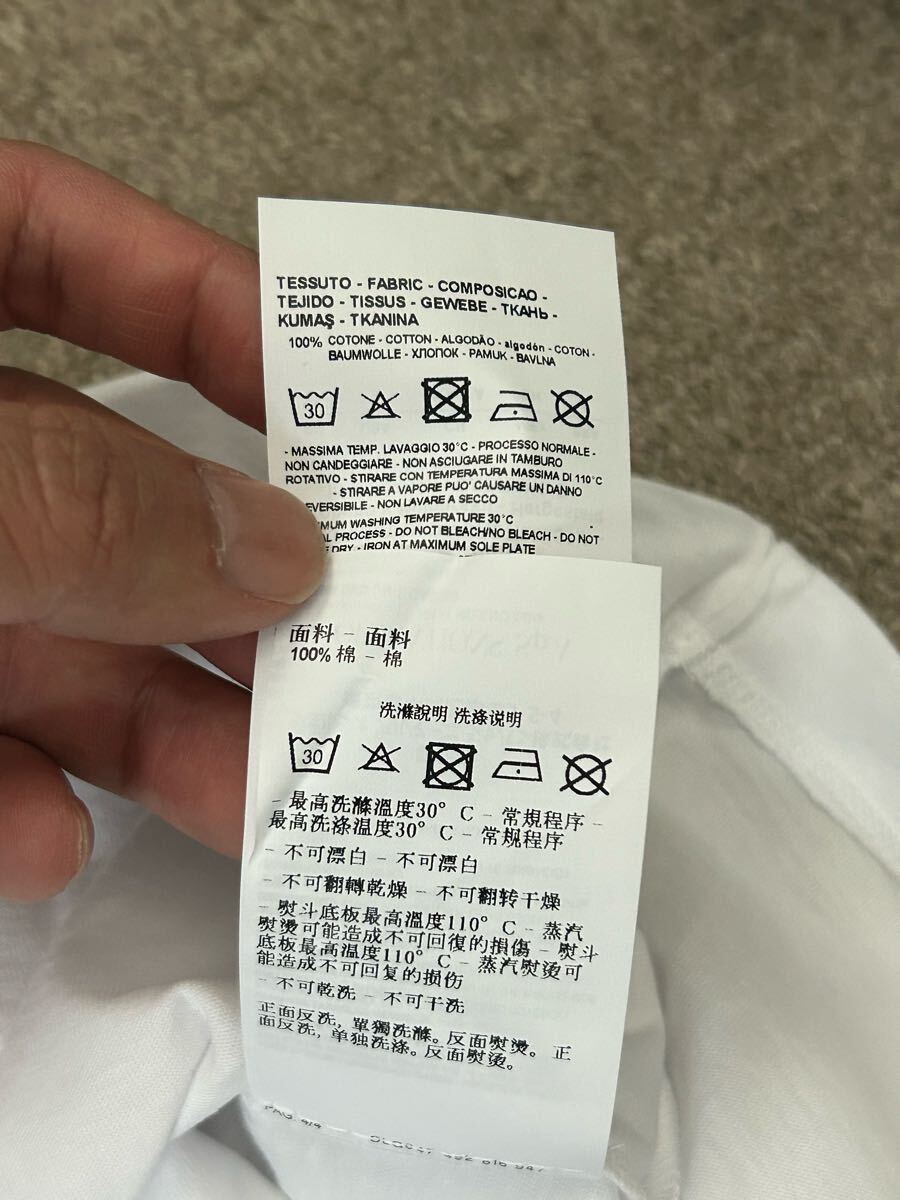 TESSUTO - FABRIC - COMPOSICAO -
TEJIDO - TISSUS - GEWEBE - ТКАНЬ -
KUMAŞ - TKANINA
100% COTONE - COTTON - ALGODÃO - algodón - COTON -
BAUMWOLLE - ХЛОПОК - PAMUK - BAVLNA
30
- MASSIMA TEMP. LAVAGGIO 30°C - PROCESSO NORMALE -
NON CANDEGGIARE - NON ASCIUGARE IN TAMBURO
ROTATIVO - STIRARE CON TEMPERATURA MASSIMA DI 110°C
- STIRARE A VAPORE PUO' CAUSARE UN DANNO
EVERSIBILE - NON LAVARE A SECCO
MUM WASHING TEMPERATURE 30°C
AL PROCESS - DO NOT BLEACH/NO BLEACH - DO NOT
DRY - IRON AT MAXIMUM SOLE PLATE
面料 - 面料
100% 棉 - 棉
洗滌說明 洗涤说明
30
- 最高洗滌溫度30° C - 常規程序 -
最高洗涤温度30° C - 常规程序
- 不可漂白 - 不可漂白
- 不可翻轉乾燥 - 不可翻转干燥
- 熨斗底板最高溫度110° C - 蒸汽
熨燙可能造成不可回復的損傷 - 熨斗
底板最高温度110° C - 蒸汽熨烫可
能造成不可回复的损伤
- 不可乾洗 - 不可干洗
正面反洗, 單獨洗滌。反面熨燙。 正
面反洗, 单独洗涤。反面熨烫。
PAG 4/4